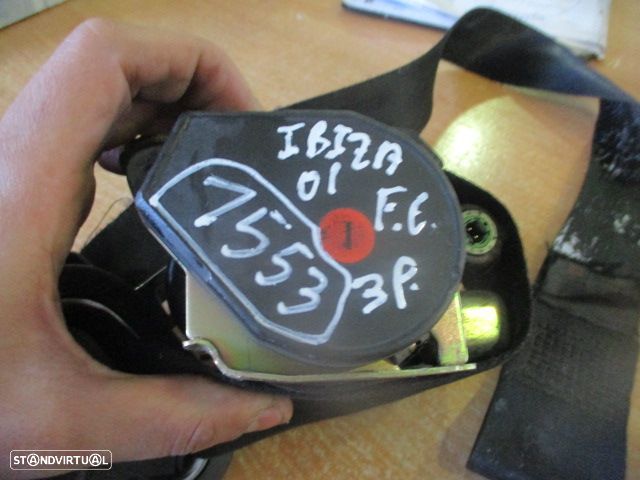 IBIZA
01
F.E.
3P.
7553
1
STANDVIRTUAL